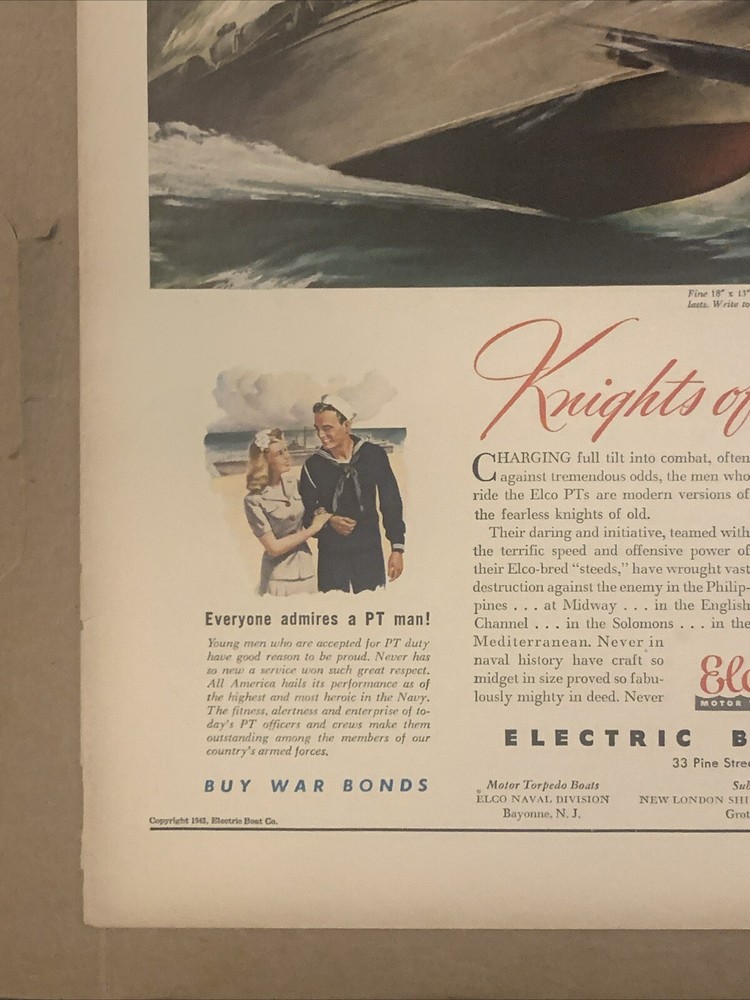 Fine 18" x 13"
lasts. Write to
Knights of
CHARGING full tilt into combat, often
against tremendous odds, the men who
ride the Elco PTs are modern versions of
the fearless knights of old.
Their daring and initiative, teamed with
the terrific speed and offensive power of
their Elco-bred “steeds,” have wrought vast
destruction against the enemy in the Philip-
pines . . . at Midway . . . in the English
Channel . . . in the Solomons . . . in the
Mediterranean. Never in
naval history have craft so
midget in size proved so fabu-
lously mighty in deed. Never
Everyone admires a PT man!
Young men who are accepted for PT duty
have good reason to be proud. Never has
so new a service won such great respect.
All America hails its performance as of
the highest and most heroic in the Navy.
The fitness, alertness and enterprise of to-
day's PT officers and crews make them
outstanding among the members of our
country's armed forces.
BUY WAR BONDS
Elc
MOTOR
ELECTRIC B
33 Pine Stree
Motor Torpedo Boats
ELCO NAVAL DIVISION
Bayonne, N. J.
Sub
NEW LONDON SHI
Grot
Copyright 1943, Electric Boat Co.